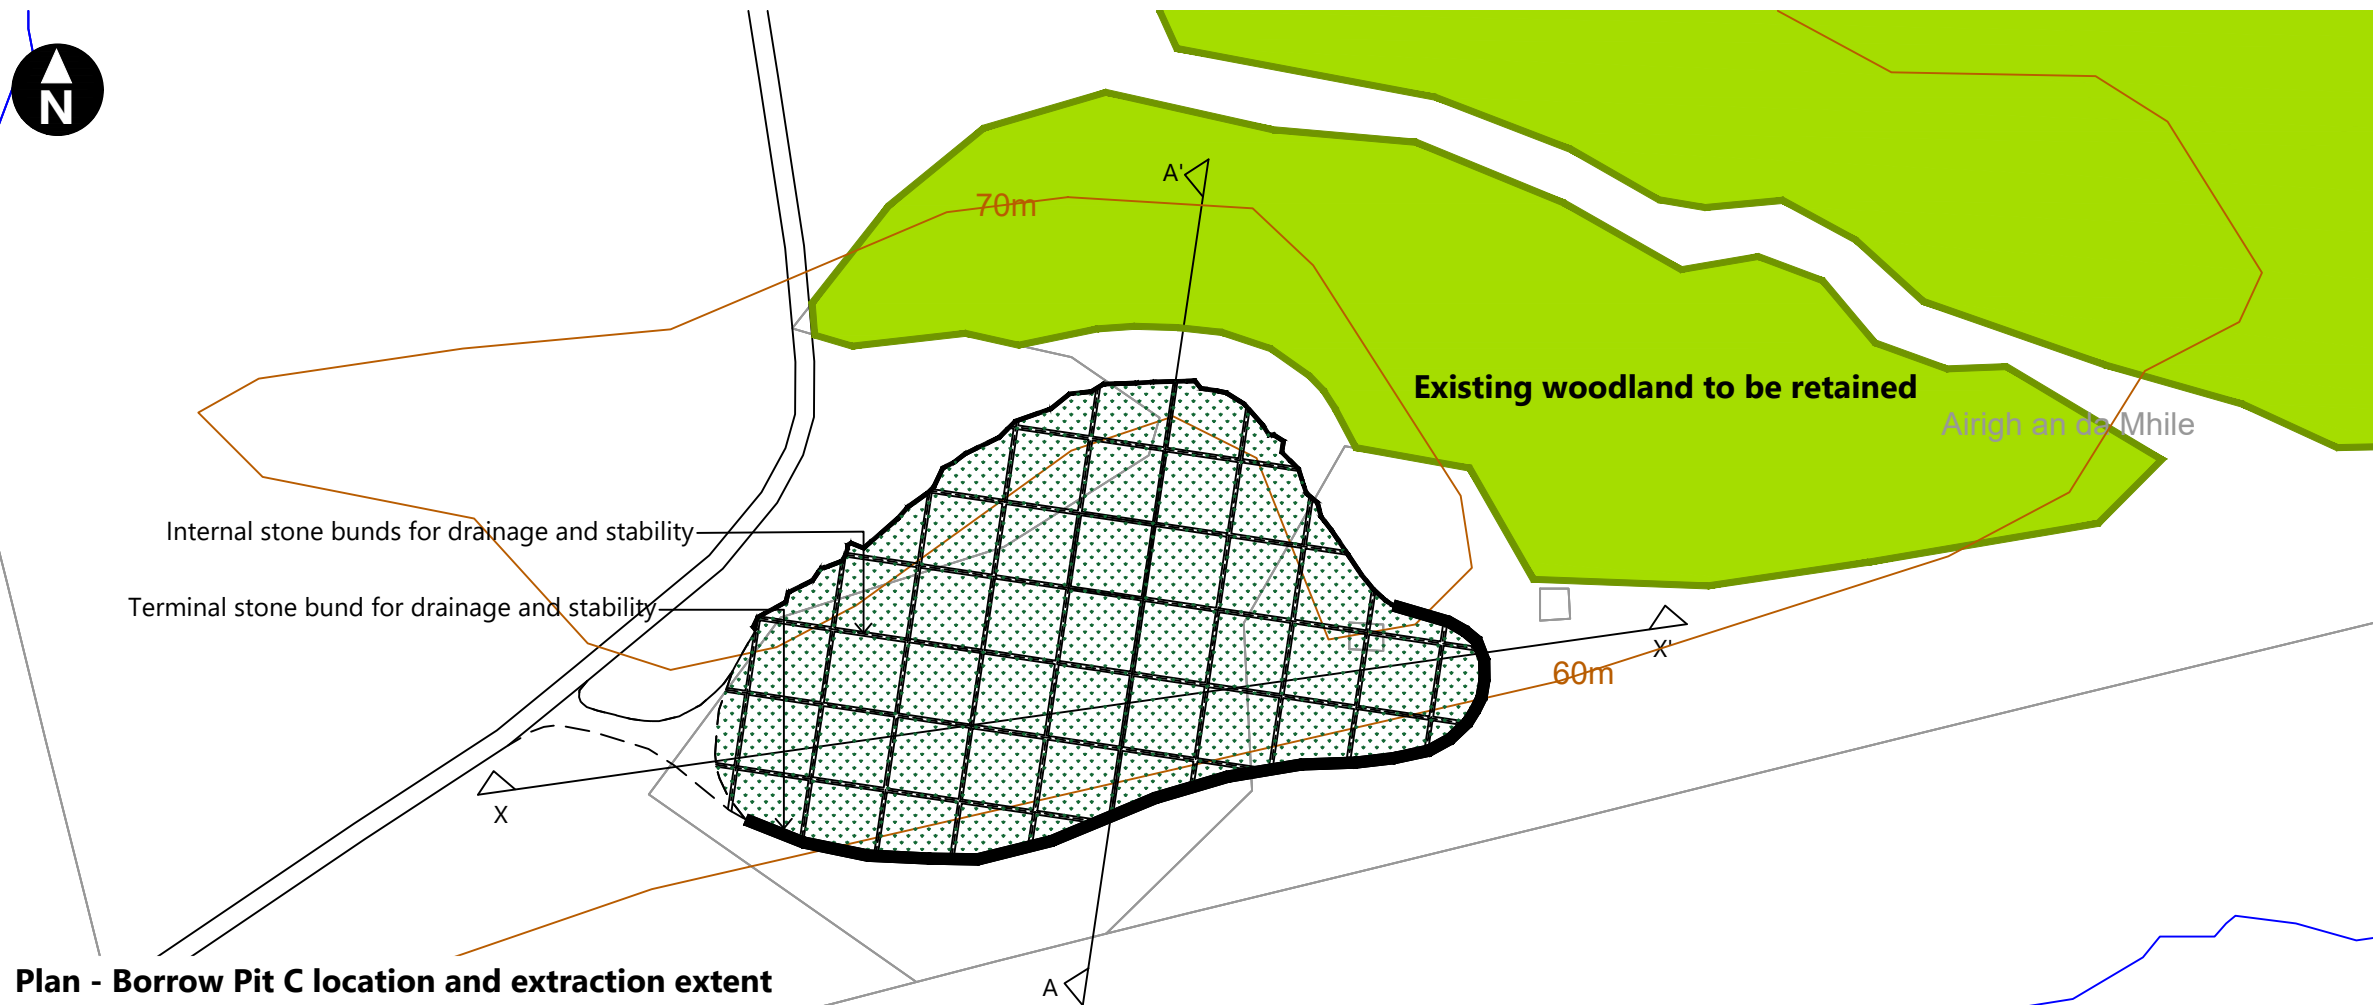 N
A'
70m
Existing woodland to be retained
Airigh an da Mhile
Internal stone bunds for drainage and stability
Terminal stone bund for drainage and stability
X'
60m
X
Plan - Borrow Pit C location and extraction extent
A